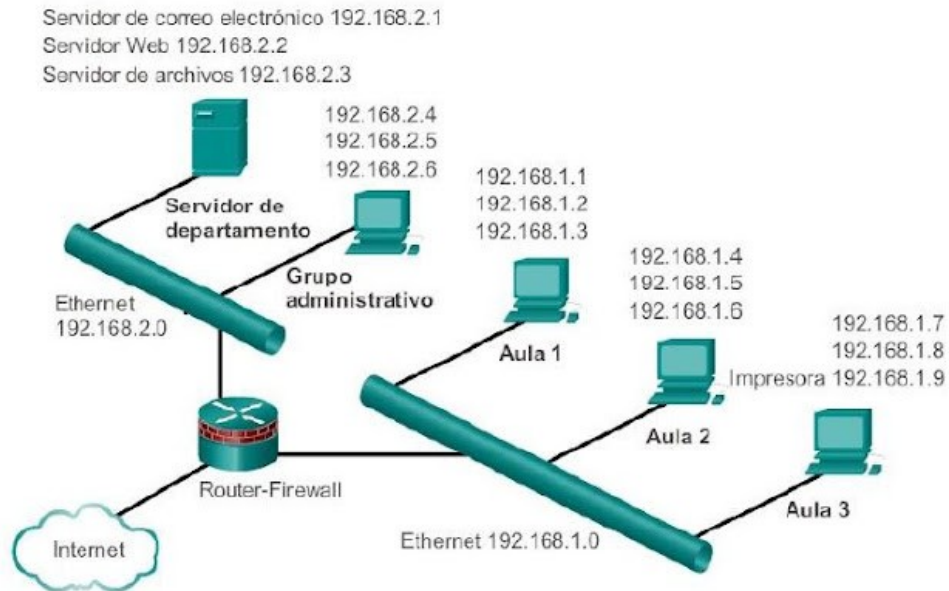 Servidor de correo electrónico 192.168.2.1
Servidor Web 192.168.2.2
Servidor de archivos 192.168.2.3
192.168.2.4
192.168.2.5
192.168.2.6
Servidor de
departamento
192.168.1.1
192.168.1.2
192.168.1.3
Grupo
administrativo
Ethernet
192.168.2.0
192.168.1.4
192.168.1.5
192.168.1.6
Aula 1
192.168.1.7
192.168.1.8
Impresora 192.168.1.9
Aula 2
Router-Firewall
Aula 3
Ethernet 192.168.1.0
Internet